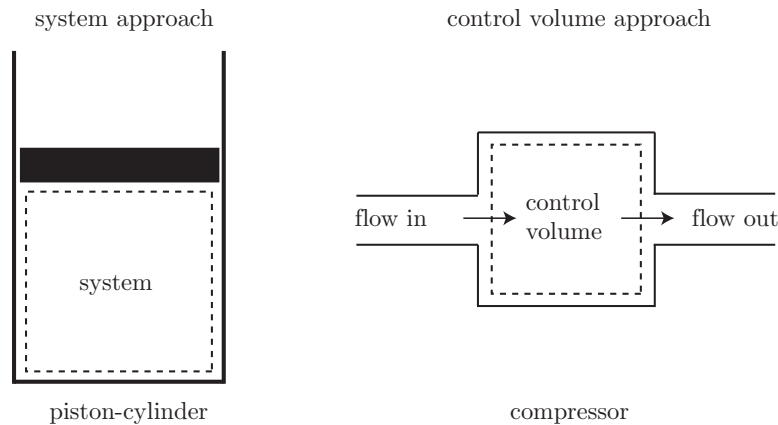 system approach
control volume approach
system
piston-cylinder
flow in
control
volume
flow out
compressor